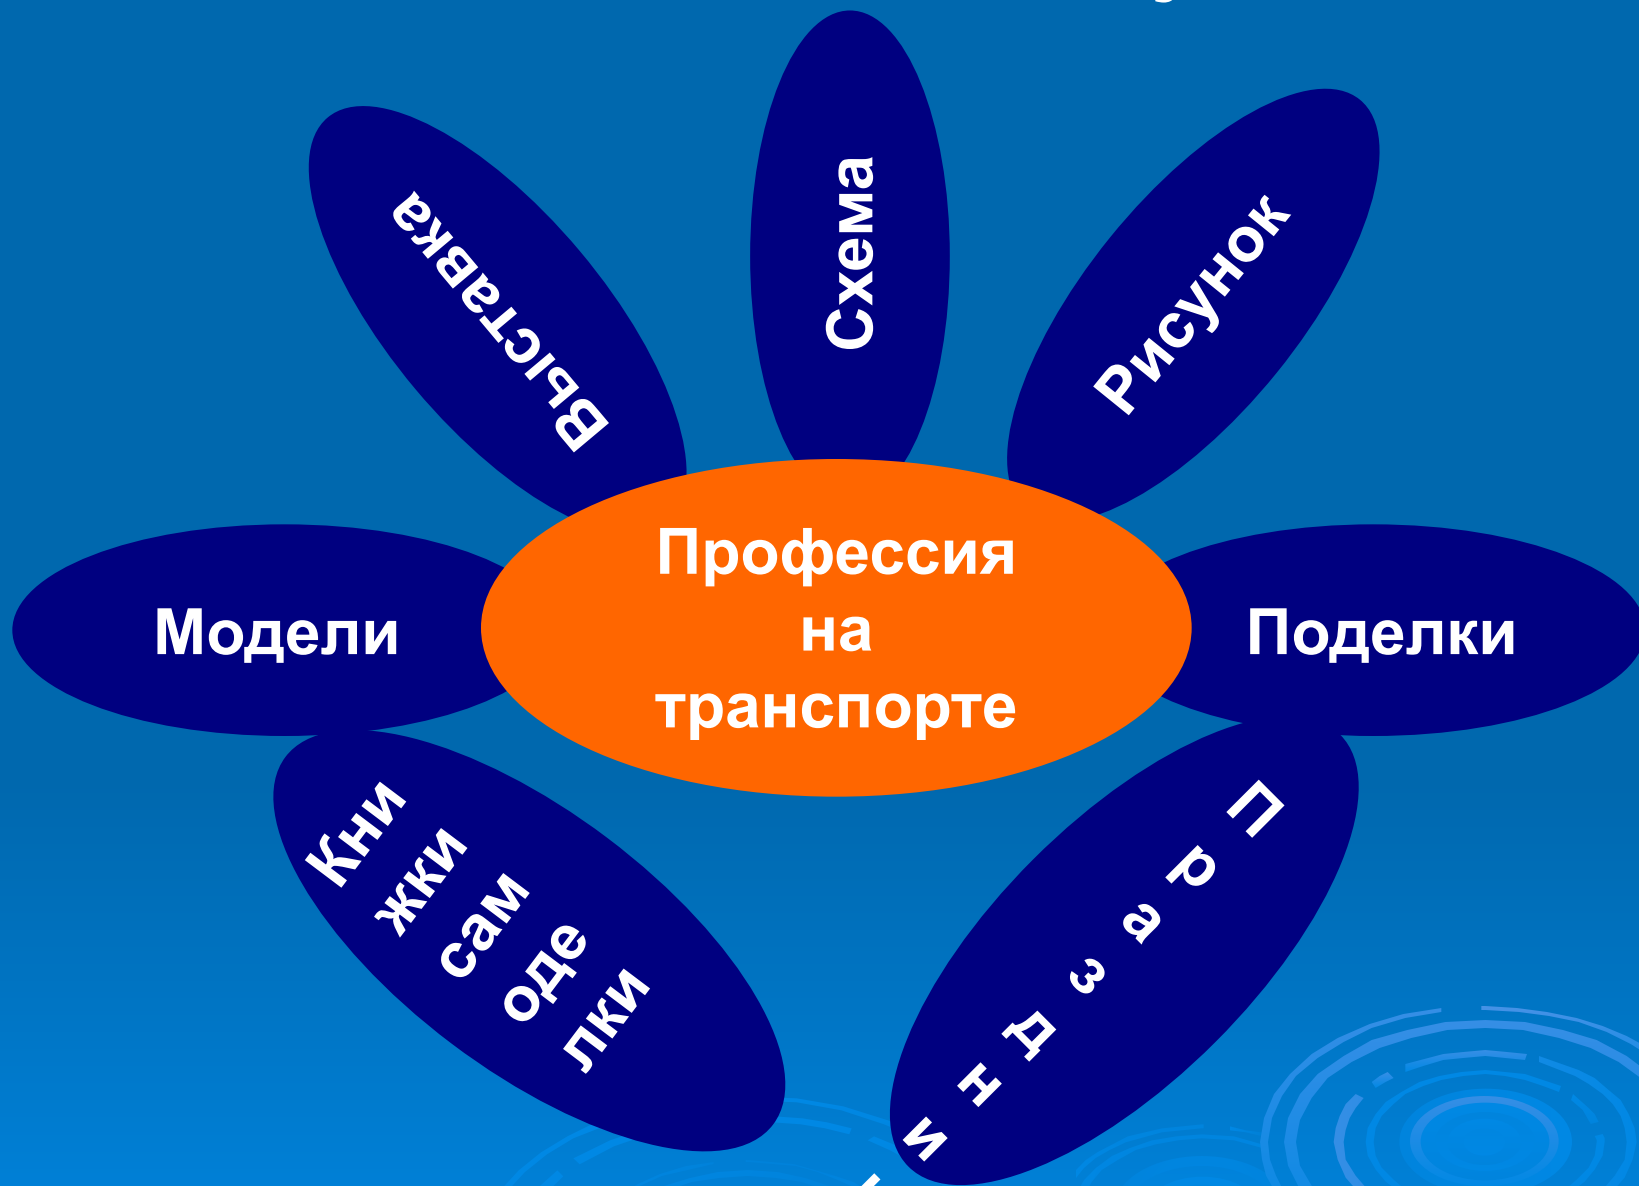 Схема
Выставка
Рисунок
Профессия
на
транспорте
Модели
Поделки
Кни
жки
сам
оде
лки
П
р
а
з
д
н
и